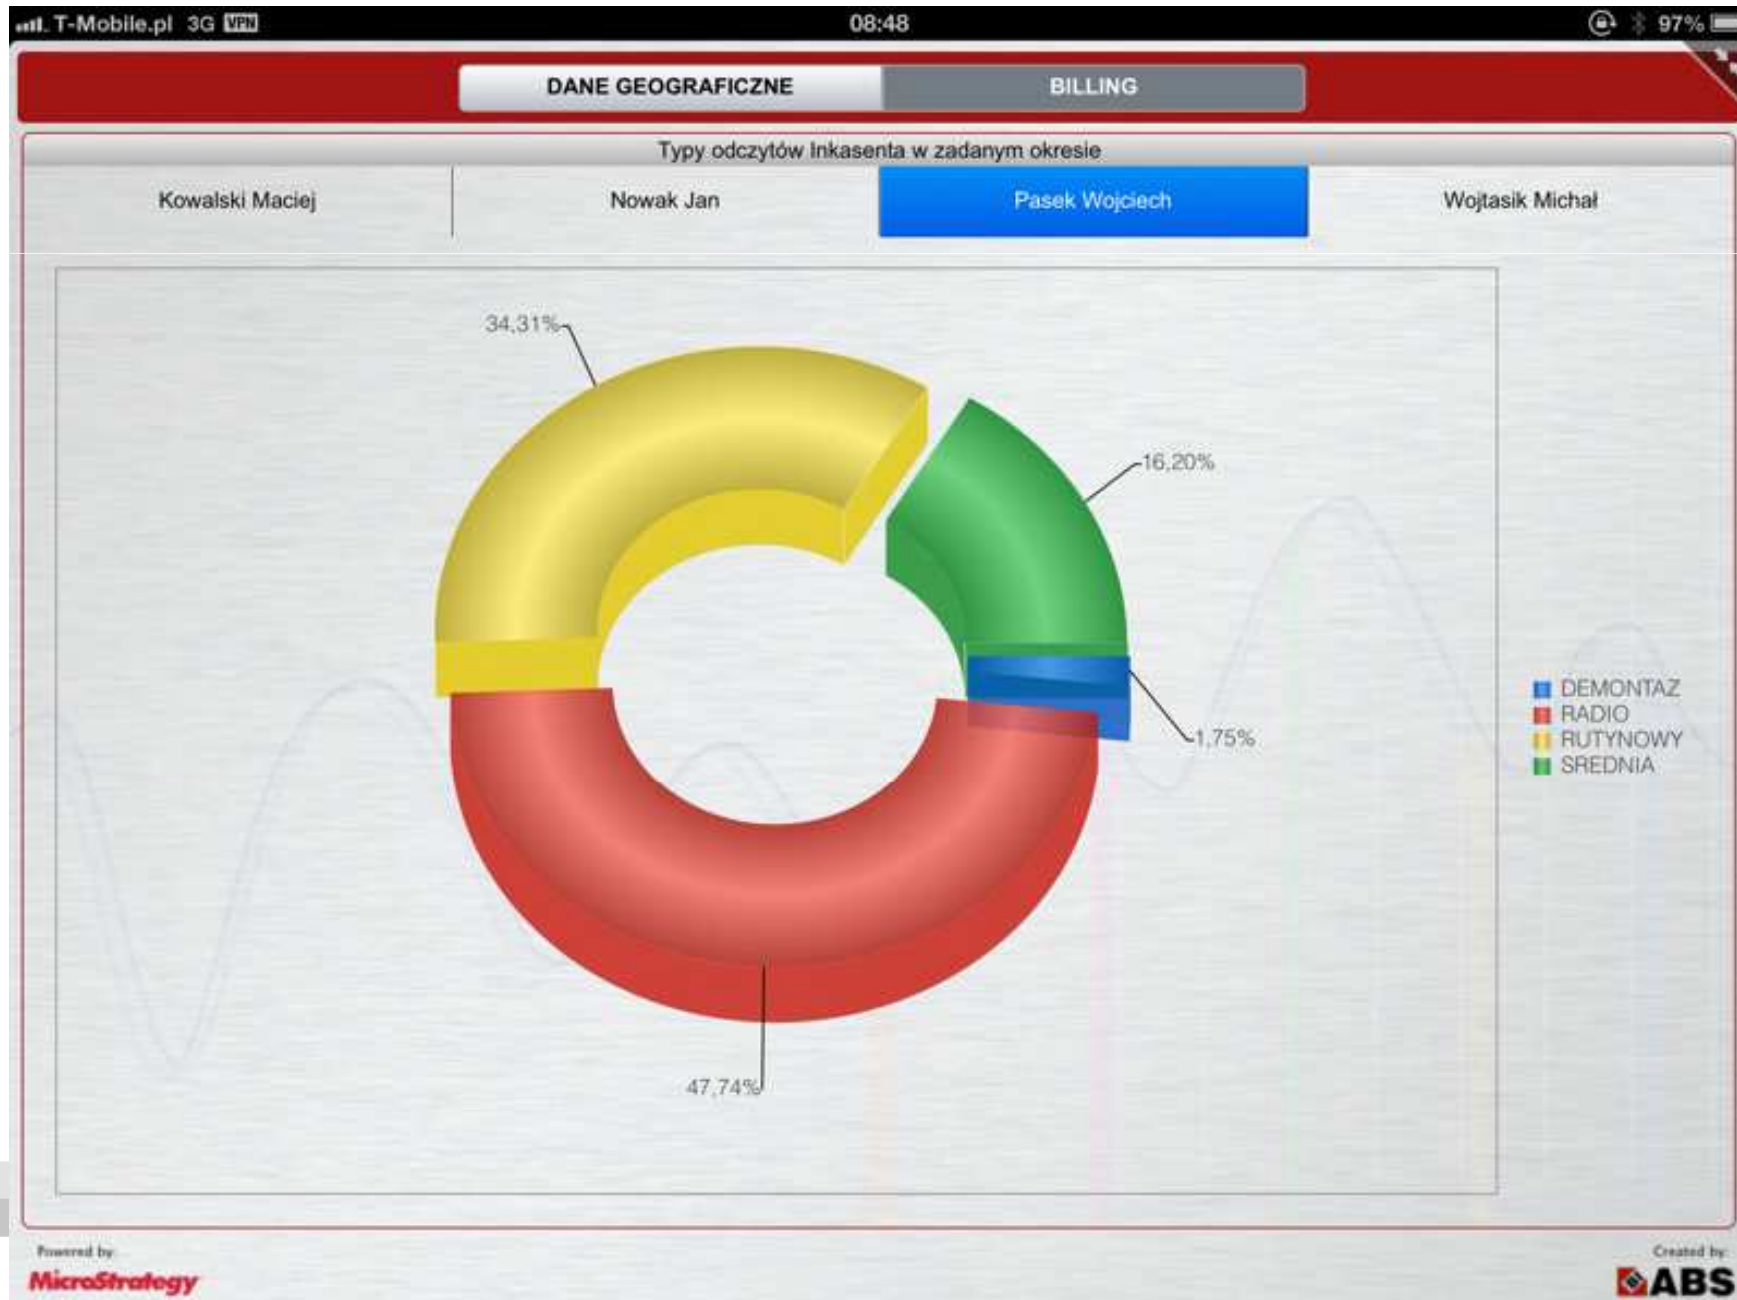 T-Mobile.pl 3G VPN 08:48 97%
DANE GEOGRAFICZNE BILLING
Typy odczytów Inkasenta w zadanym okresie
Kowalski Maciej Nowak Jan Pasek Wojciech Wojtasik Michał
34,31%
16,20%
1,75%
47,74%
DEMONTAZ
RADIO
RUTYNOWY
SREDNIA
Powered by:
MicroStrategy
Created by:
ABS